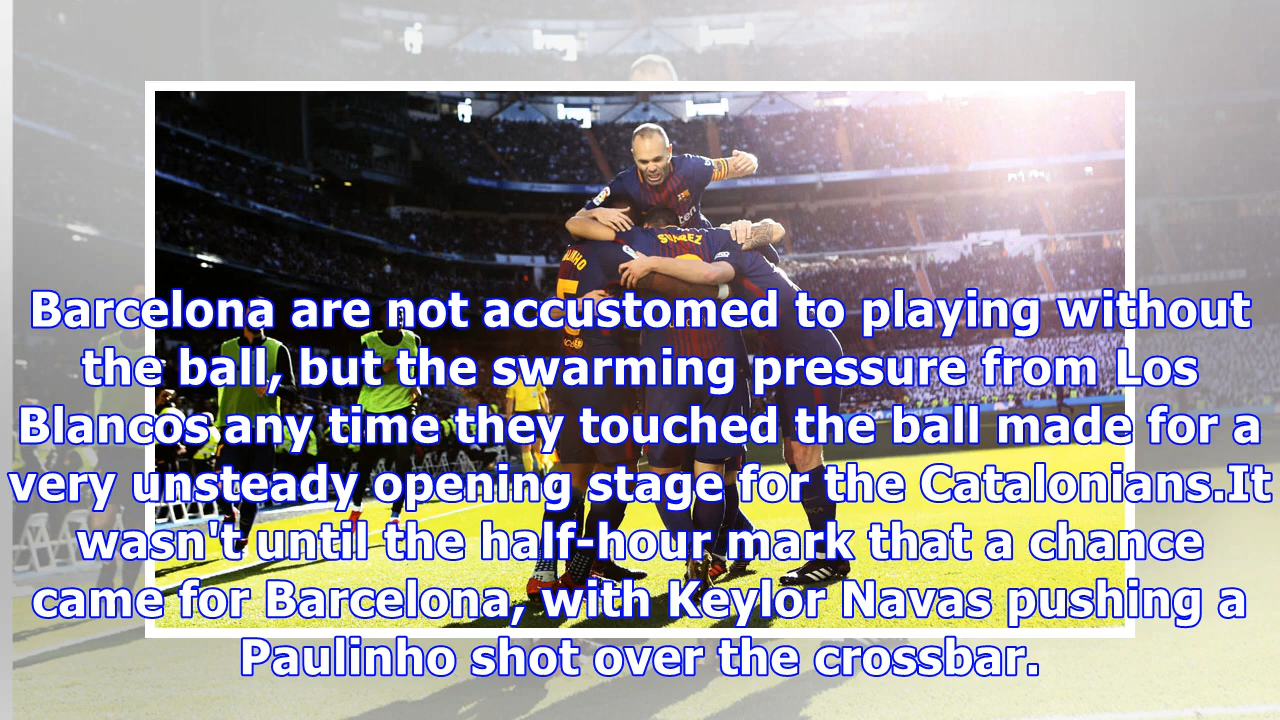 SUAREZ
Barcelona are not accustomed to playing without
the ball, but the swarming pressure from Los
Blancos any time they touched the ball made for a
very unsteady opening stage for the Catalonians.It
wasn't until the half-hour mark that a chance
came for Barcelona, with Keylor Navas pushing a
Paulinho shot over the crossbar.